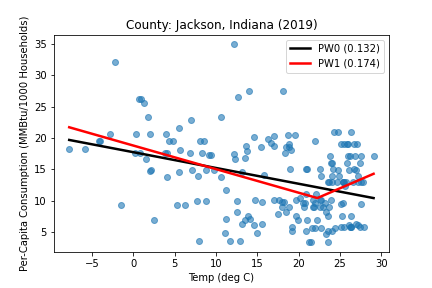 County: Jackson, Indiana (2019)
Per-Capita Consumption (MMBtu/1000 Households)
35
30
25
20
15
10
5
PW0 (0.132)
PW1 (0.174)
−5 0 5 10 15 20 25 30
Temp (deg C)